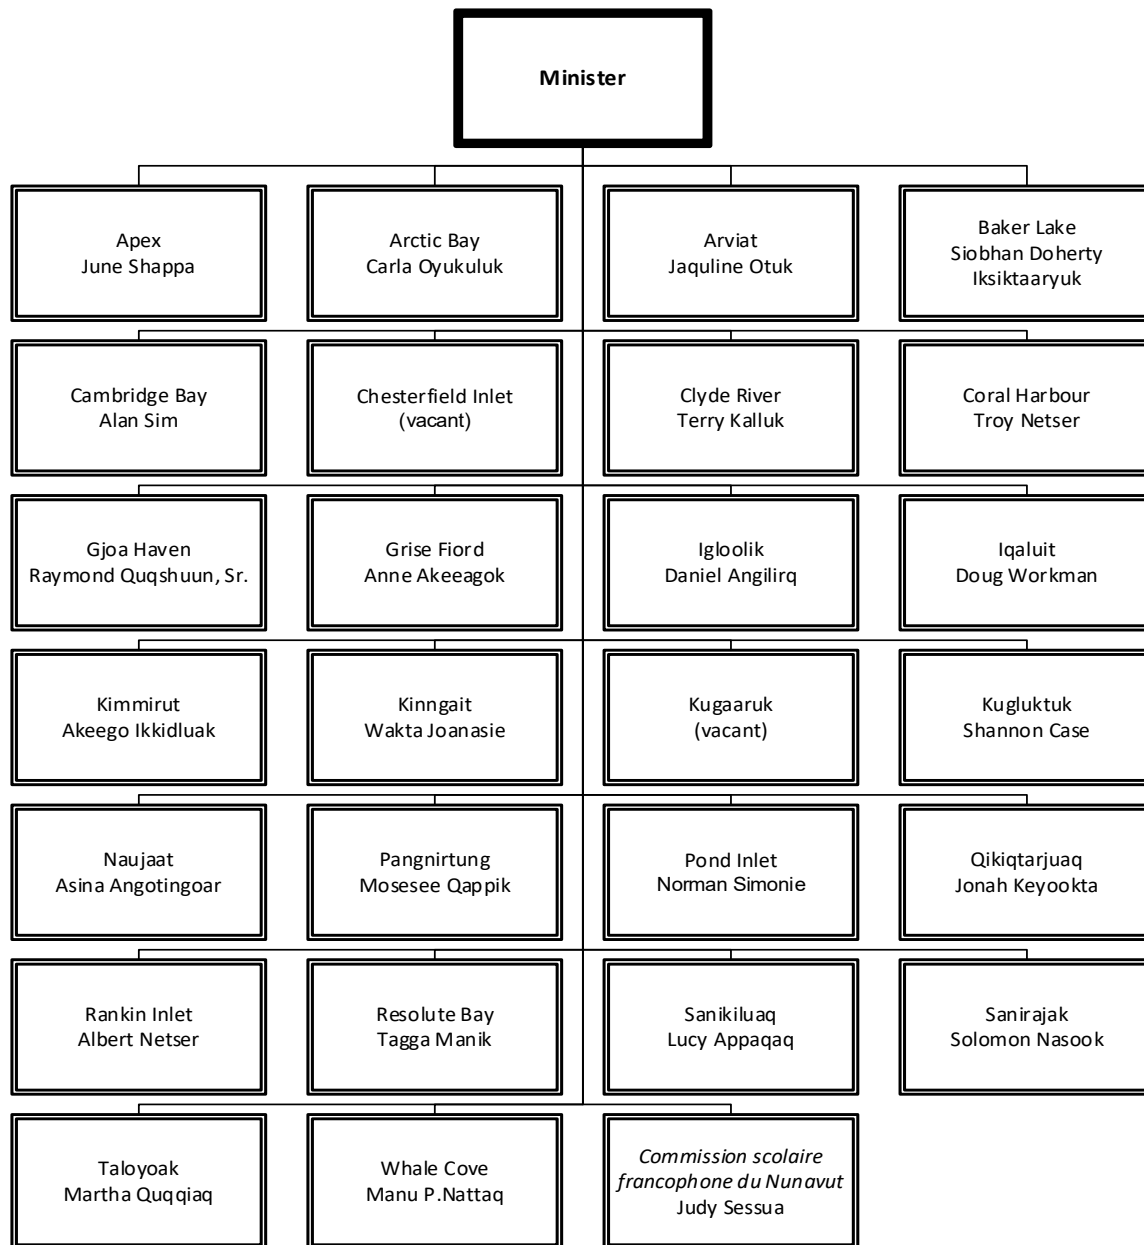 Minister
Apex
June Shappa
Arctic Bay
Carla Oyukuluk
Arviat
Jaquline Otuk
Baker Lake
Siobhan Doherty
Iksiktaaryuk
Cambridge Bay
Alan Sim
Chesterfield Inlet
(vacant)
Clyde River
Terry Kalluk
Coral Harbour
Troy Netser
Gjoa Haven
Raymond Quqshuun, Sr.
Grise Fiord
Anne Akeeagok
Igloolik
Daniel Angilirq
Iqaluit
Doug Workman
Kimmirut
Akeego Ikkidluak
Kinngait
Wakta Joanasie
Kugaaruk
(vacant)
Kugluktuk
Shannon Case
Naujaat
Asina Angotingoar
Pangnirtung
Mosesee Qappik
Pond Inlet
Norman Simonie
Qikiqtarjuaq
Jonah Keyookta
Rankin Inlet
Albert Netser
Resolute Bay
Tagga Manik
Sanikiluaq
Lucy Appaqaq
Sanirajak
Solomon Nasook
Taloyoak
Martha Quqqiaq
Whale Cove
Manu P.Nattaq
Commission scolaire
francophone du Nunavut
Judy Sessua